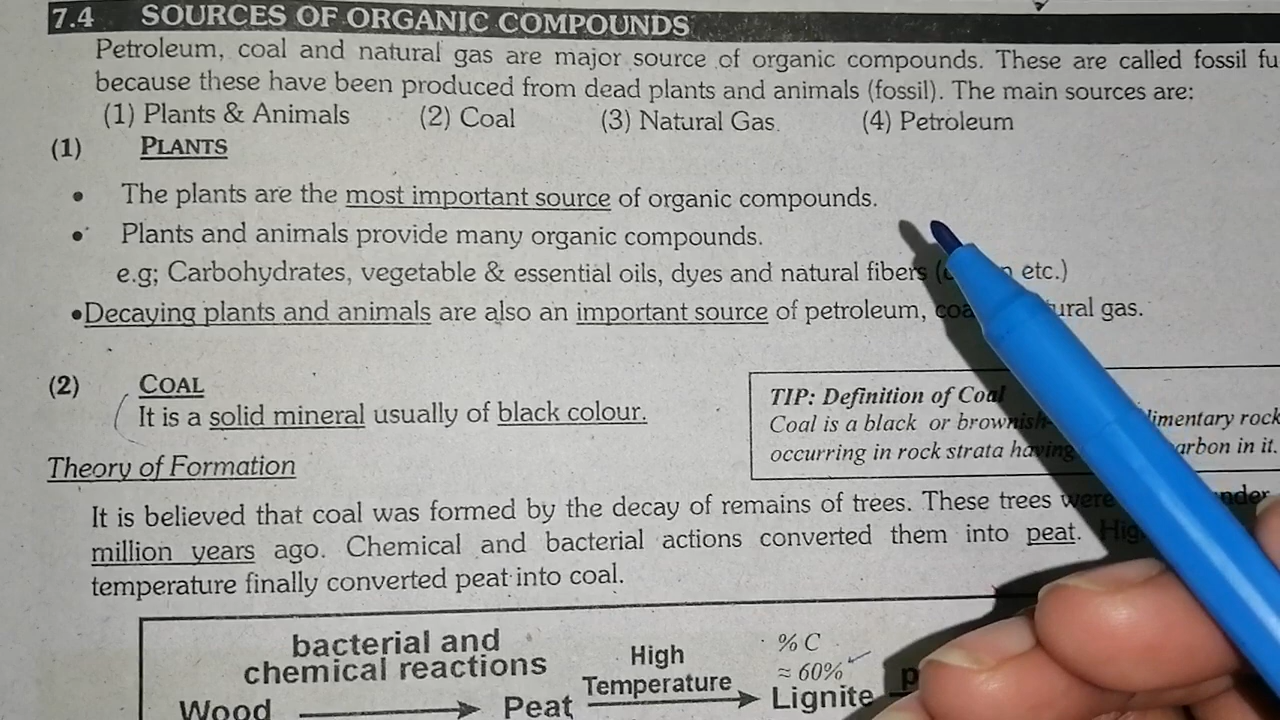 7.4 SOURCES OF ORGANIC COMPOUNDS
Petroleum, coal and natural gas are major source of organic compounds. These are called fossil fu
because these have been produced from dead plants and animals (fossil). The main sources are:
(1) Plants & Animals (2) Coal (3) Natural Gas. (4) Petroleum
(1) PLANTS
• The plants are the most important source of organic compounds.
• Plants and animals provide many organic compounds.
e.g; Carbohydrates, vegetable & essential oils, dyes and natural fibers ( etc.)
•Decaying plants and animals are also an important source of petroleum, gas.
(2) COAL
It is a solid mineral usually of black colour.
TIP: Definition of Coal
Coal is a black or brownish- rock
occurring in rock strata having in it.
Theory of Formation
It is believed that coal was formed by the decay of remains of trees. These trees were
million years ago. Chemical and bacterial actions converted them into peat.
temperature finally converted peat into coal.
bacterial and
chemical reactions
High
Temperature
% C
≈ 60%
Wood Peat Lignite